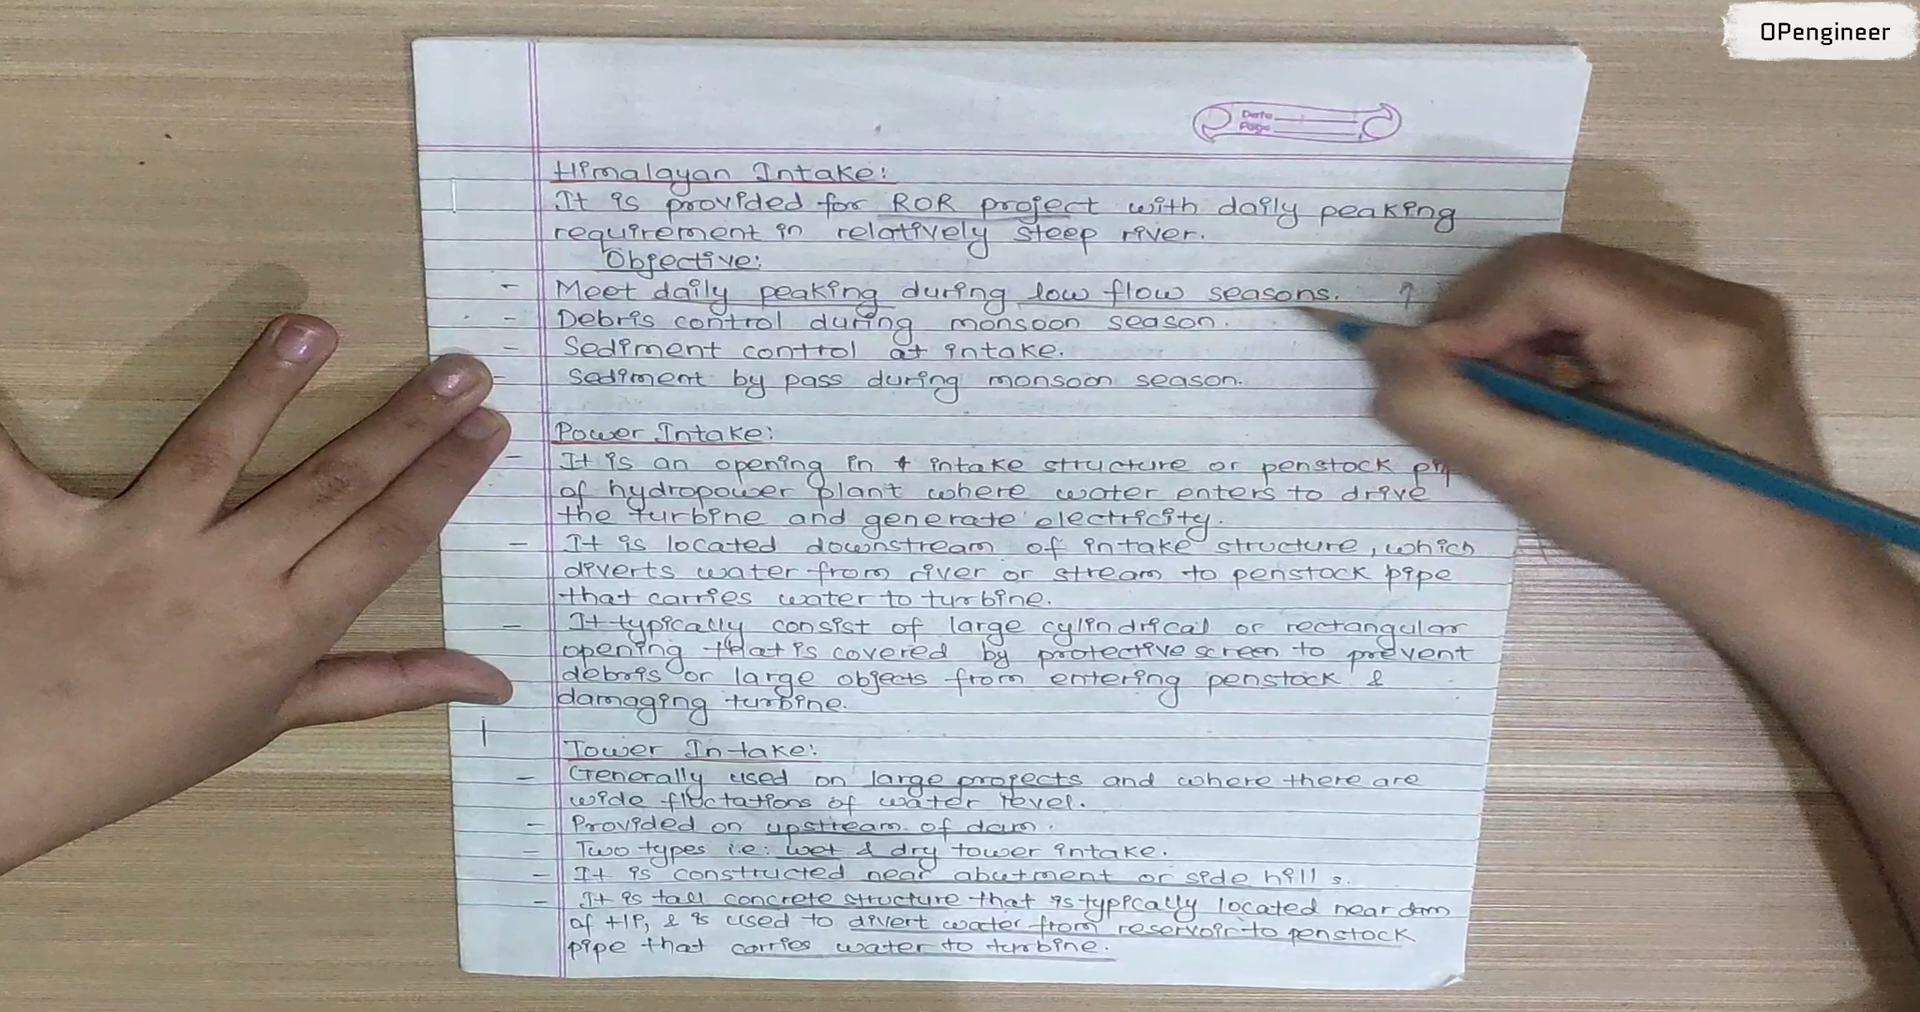 OPengineer
Date
Page
Himalayan Intake:
It is provided for ROR project with daily peaking
requirement in relatively steep river.
Objective:
- Meet daily peaking during low flow seasons.
- Debris control during monsoon season.
- Sediment control at intake.
- Sediment by pass during monsoon season.
Power Intake:
- It is an opening in intake structure or penstock
of hydropower plant where water enters to drive
the turbine and generate electricity.
- It is located downstream of intake structure, which
diverts water from river or stream to penstock pipe
that carries water to turbine.
- It typically consist of large cylindrical or rectangular
opening that is covered by protective screen to prevent
debris or large objects from entering penstock &
damaging turbine.
Tower Intake:
- Generally used on large projects and where there are
wide fluctations of water level.
- Provided on upstream of dam.
- Two types i.e: wet & dry tower intake.
- It is constructed near abutment or side hills.
- It is tall concrete structure that is typically located near dam
of HP, & is used to divert water from reservoir to penstock
pipe that carries water to turbine.